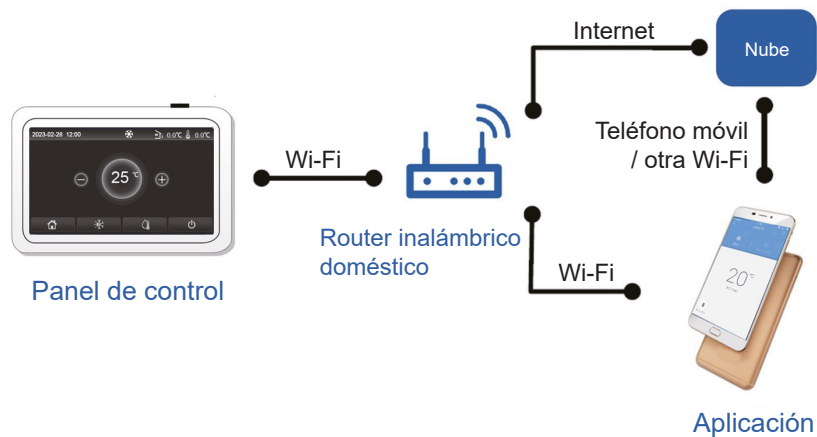 Internet
Nube
2023-02-28 12:00
0.0℃
0.0℃
25 ℃
Wi-Fi
Teléfono móvil
/ otra Wi-Fi
Router inalámbrico
doméstico
Wi-Fi
Panel de control
20℃
Aplicación